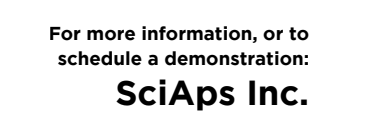 For more information, or to
schedule a demonstration:
SciAps Inc.